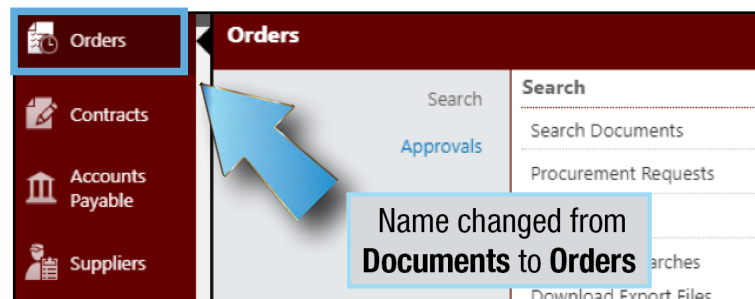 Orders
Contracts
Accounts
Payable
Suppliers
Orders
Search
Approvals
Search
Search Documents
Procurement Requests
Name changed from
Documents to Orders
Download Export Files